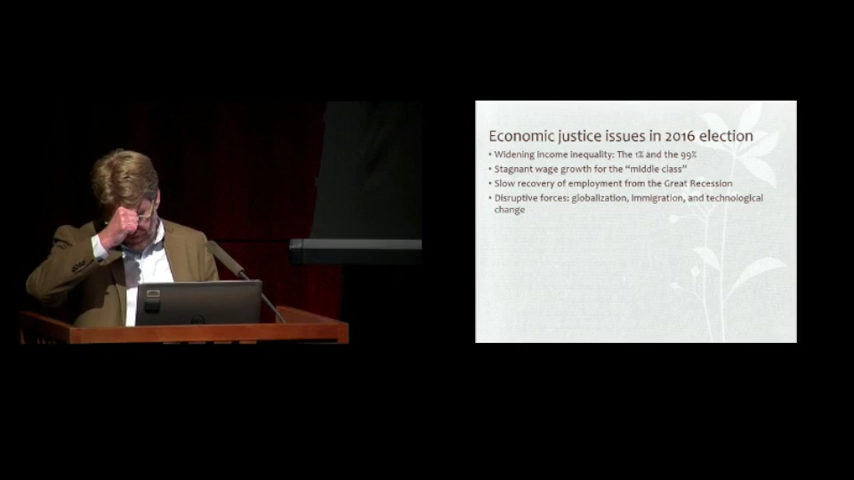 Economic justice issues in 2016 election
• Widening income inequality: The 1% and the 99%
• Stagnant wage growth for the “middle class”
• Slow recovery of employment from the Great Recession
• Disruptive forces: globalization, immigration, and technological
change